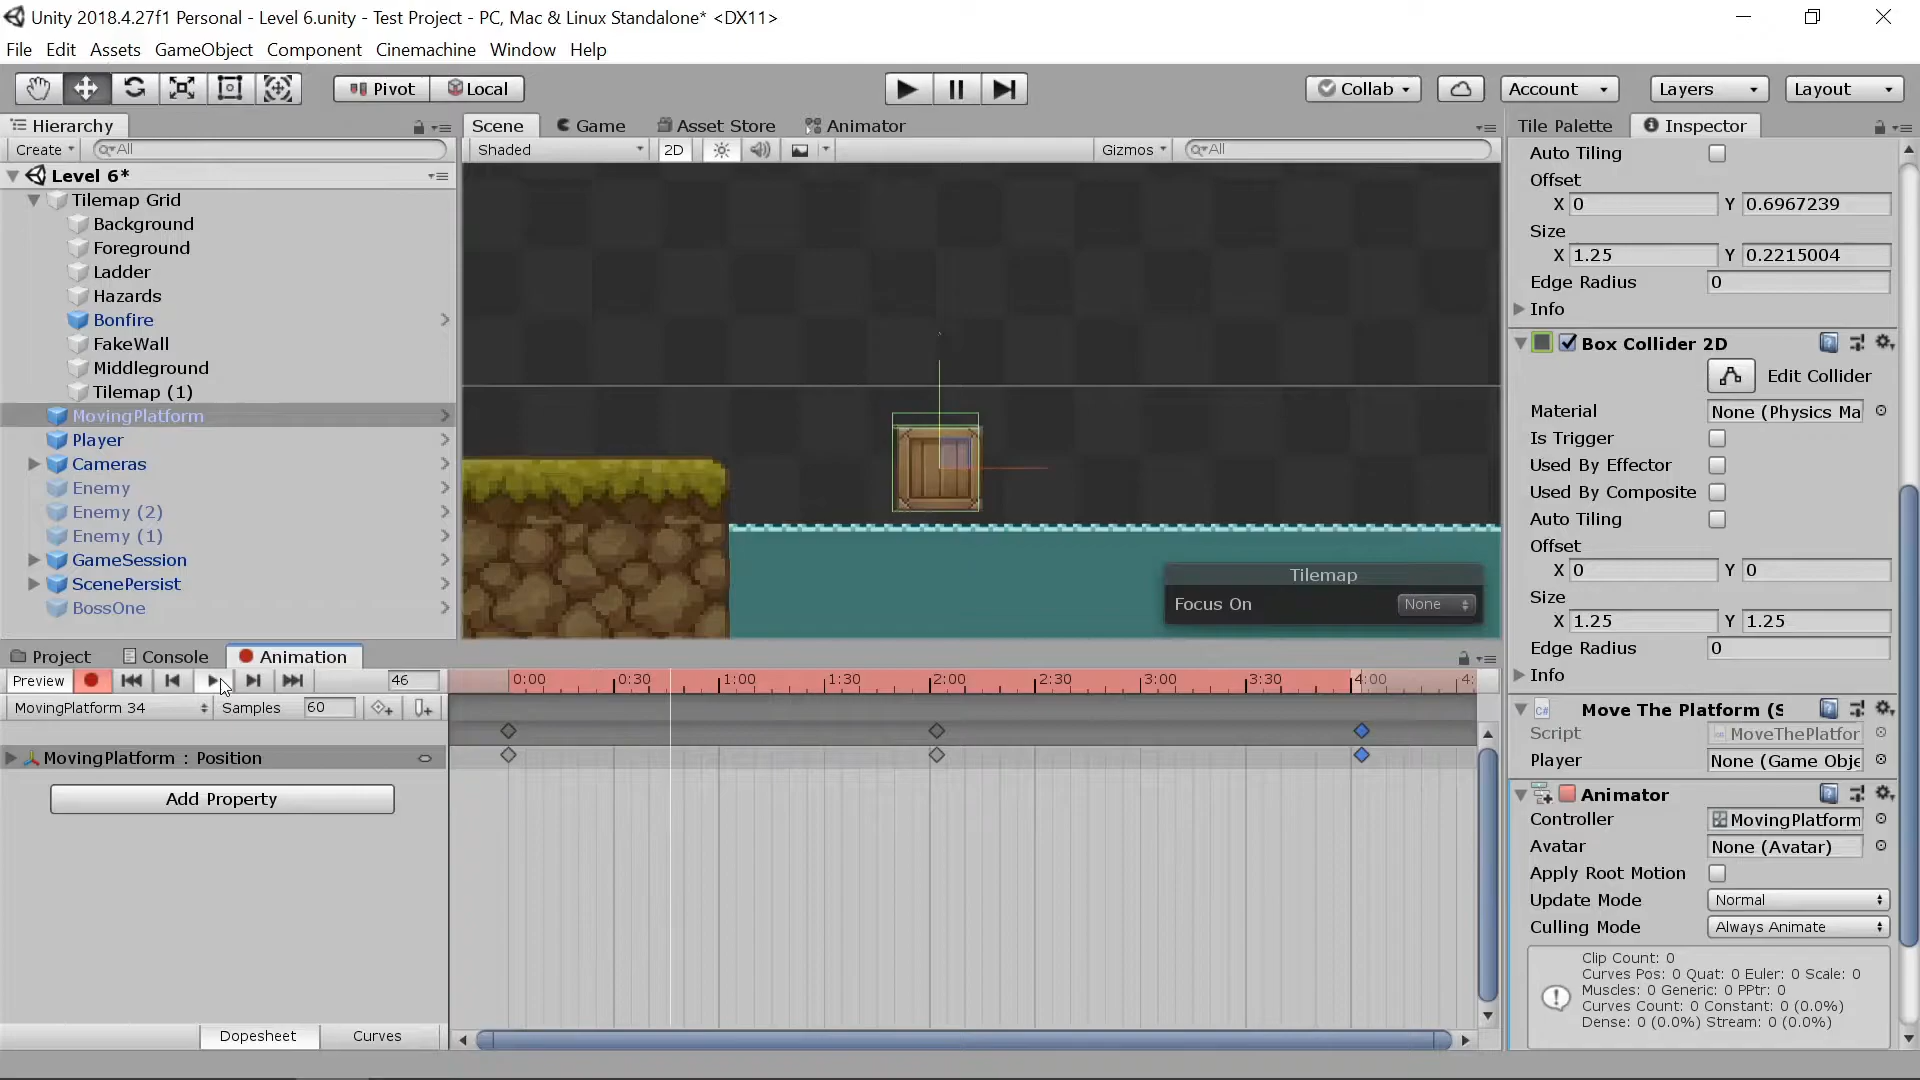 Unity 2018.4.27f1 Personal - Level 6.unity - Test Project - PC, Mac & Linux Standalone* <DX11>
File Edit Assets GameObject Component Cinemachine Window Help
Pivot Local Collab Account Layers Layout
Hierarchy
Create All
Level 6*
Tilemap Grid
Background
Foreground
Ladder
Hazards
Bonfire
FakeWall
Middleground
Tilemap (1)
MovingPlatform
Player
Cameras
Enemy
Enemy (2)
Enemy (1)
GameSession
ScenePersist
BossOne
Scene Game Asset Store Animator
Shaded 2D Gizmos All
Tilemap
Focus On None
Tile Palette Inspector
Auto Tiling
Offset
X 0 Y 0.6967239
Size
X 1.25 Y 0.2215004
Edge Radius 0
Info
Box Collider 2D
Edit Collider
Material None (Physics Ma
Is Trigger
Used By Effector
Used By Composite
Auto Tiling
Offset
X 0 Y 0
Size
X 1.25 Y 1.25
Edge Radius 0
Info
C# Move The Platform (S
Script MoveThePlatfor
Player None (Game Obje
Animator
Controller MovingPlatform
Avatar None (Avatar)
Apply Root Motion
Update Mode Normal
Culling Mode Always Animate
Clip Count: 0
Curves Pos: 0 Quat: 0 Euler: 0 Scale: 0
Muscles: 0 Generic: 0 PPtr: 0
Curves Count: 0 Constant: 0 (0.0%)
Dense: 0 (0.0%) Stream: 0 (0.0%)
Project Console Animation
Preview 46 0:00 0:30 1:00 1:30 2:00 2:30 3:00 3:30 4:00 4:
MovingPlatform 34 Samples 60
MovingPlatform : Position
Add Property
Dopesheet Curves